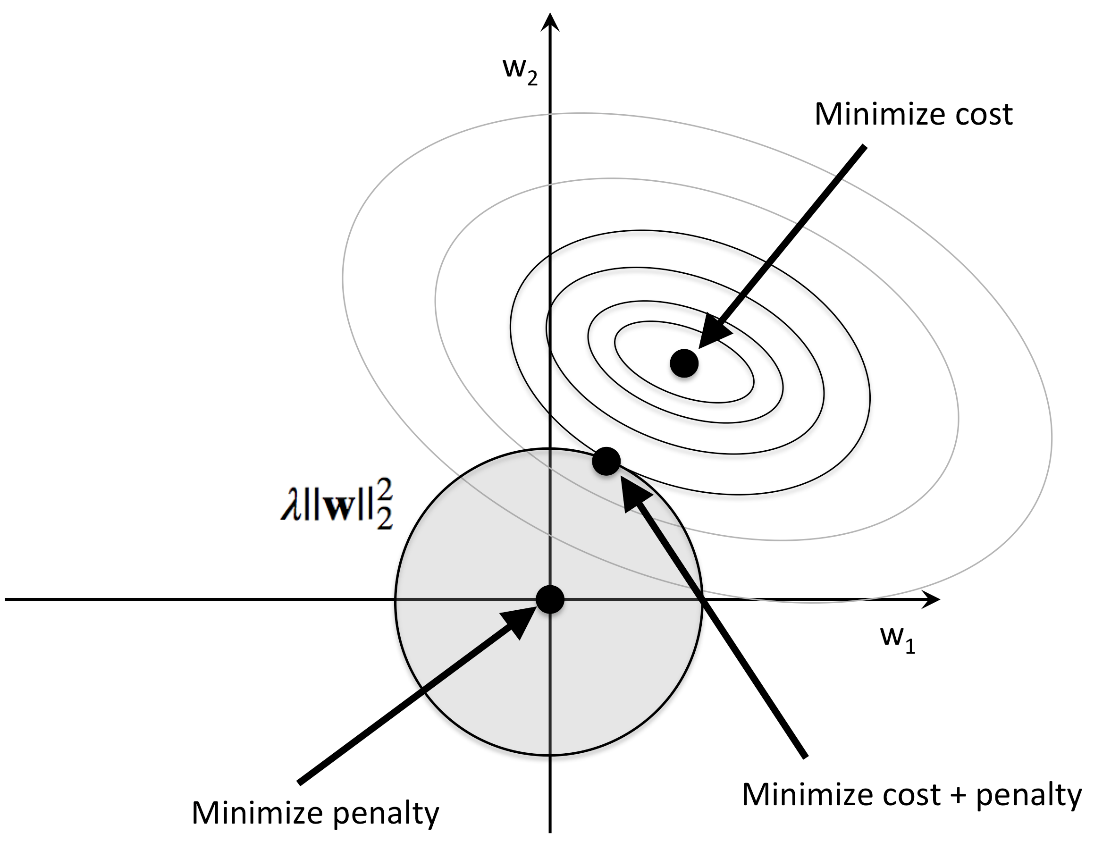 w₂
Minimize cost
λ||w||₂²
w₁
Minimize cost + penalty
Minimize penalty